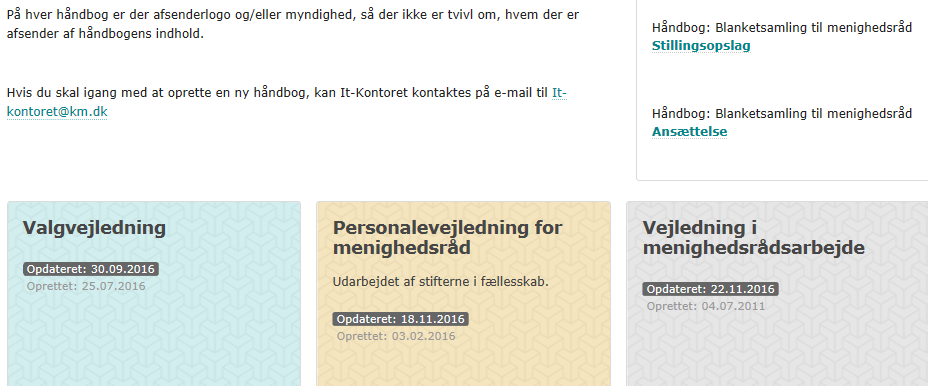 På hver håndbog er der afsenderlogo og/eller myndighed, så der ikke er tvivl om, hvem der er
afsender af håndbogens indhold.
Hvis du skal igang med at oprette en ny håndbog, kan It-Kontoret kontaktes på e-mail til It-
kontoret@km.dk
Håndbog: Blanketsamling til menighedsråd
Stillingsopslag
Håndbog: Blanketsamling til menighedsråd
Ansættelse
Valgvejledning
Opdateret: 30.09.2016
Oprettet: 25.07.2016
Personalevejledning for
menighedsråd
Udarbejdet af stifterne i fællesskab.
Opdateret: 18.11.2016
Oprettet: 03.02.2016
Vejledning i
menighedsrådsarbejde
Opdateret: 22.11.2016
Oprettet: 04.07.2011